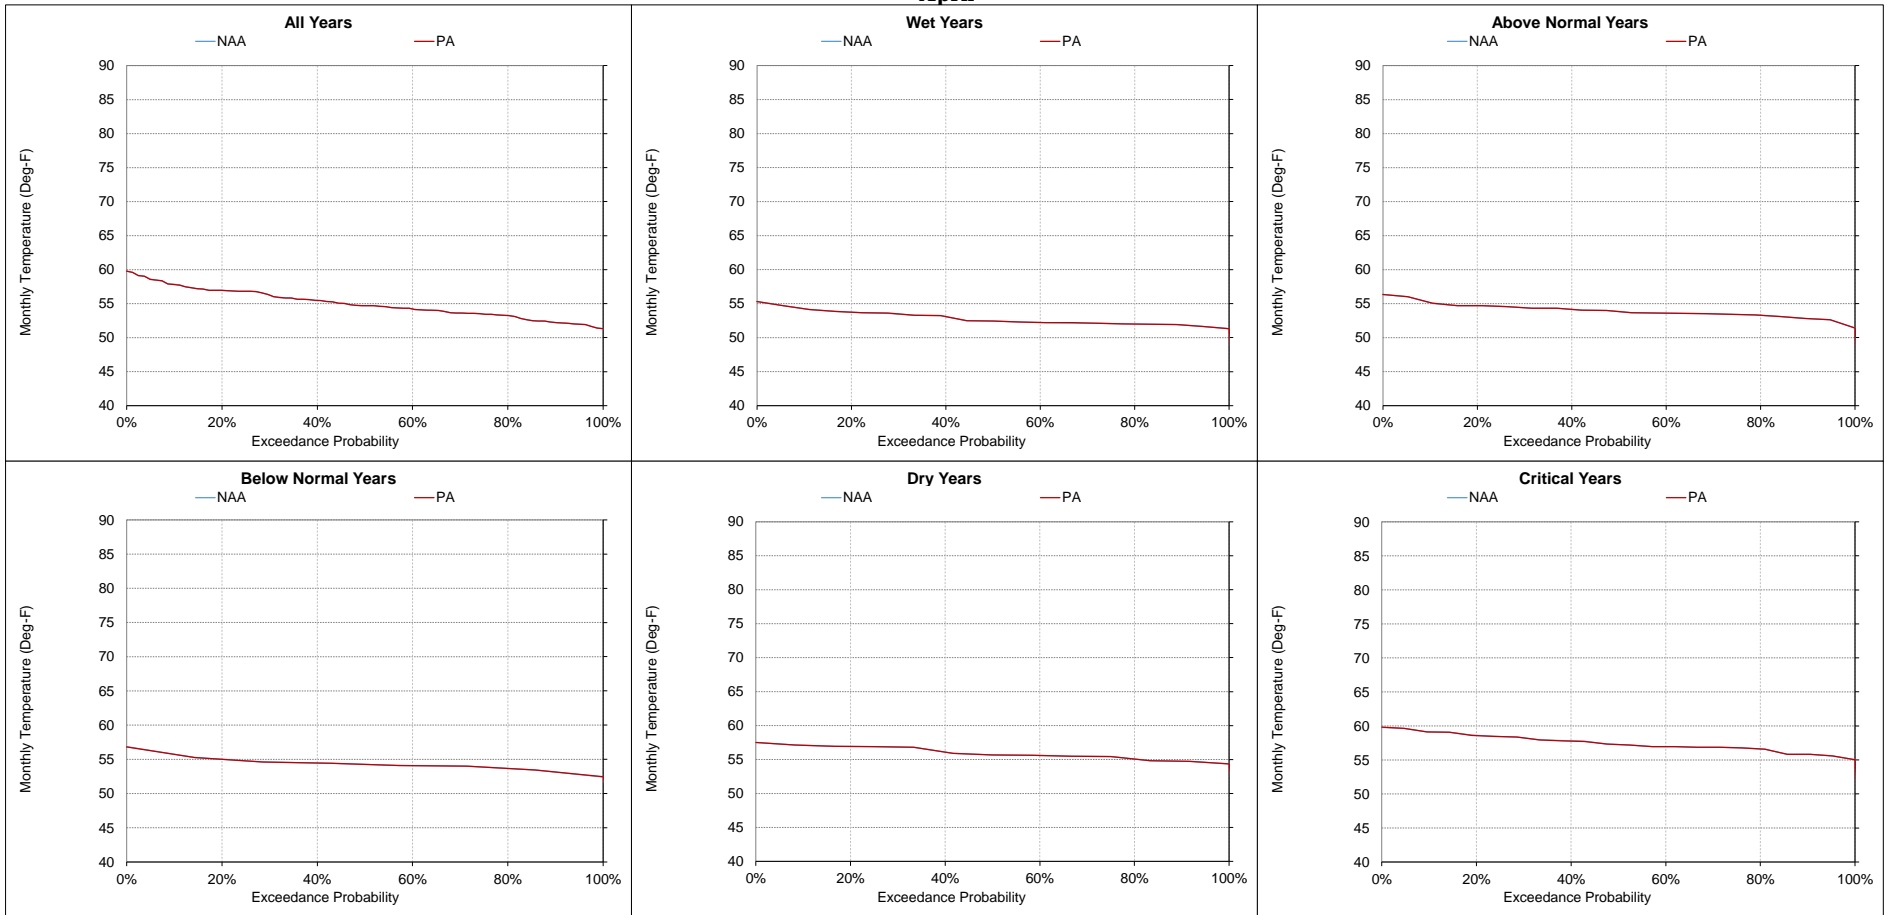 All Years
NAA PA
90
85
80
75
70
65
60
55
50
45
40
0% 20% 40% 60% 80% 100%
Monthly Temperature (Deg-F)
Exceedance Probability
Wet Years
NAA PA
90
85
80
75
70
65
60
55
50
45
40
0% 20% 40% 60% 80% 100%
Monthly Temperature (Deg-F)
Exceedance Probability
Above Normal Years
NAA PA
90
85
80
75
70
65
60
55
50
45
40
0% 20% 40% 60% 80% 100%
Monthly Temperature (Deg-F)
Exceedance Probability
Below Normal Years
NAA PA
90
85
80
75
70
65
60
55
50
45
40
0% 20% 40% 60% 80% 100%
Monthly Temperature (Deg-F)
Exceedance Probability
Dry Years
NAA PA
90
85
80
75
70
65
60
55
50
45
40
0% 20% 40% 60% 80% 100%
Monthly Temperature (Deg-F)
Exceedance Probability
Critical Years
NAA PA
90
85
80
75
70
65
60
55
50
45
40
0% 20% 40% 60% 80% 100%
Monthly Temperature (Deg-F)
Exceedance Probability